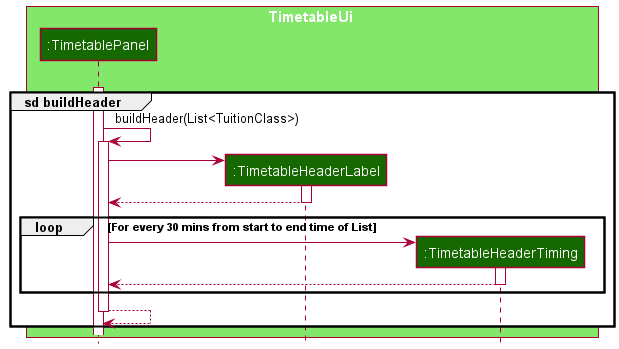 TimetableUi
:TimetablePanel
sd buildHeader
buildHeader(List<TuitionClass>)
:TimetableHeaderLabel
loop [For every 30 mins from start to end time of List]
:TimetableHeaderTiming